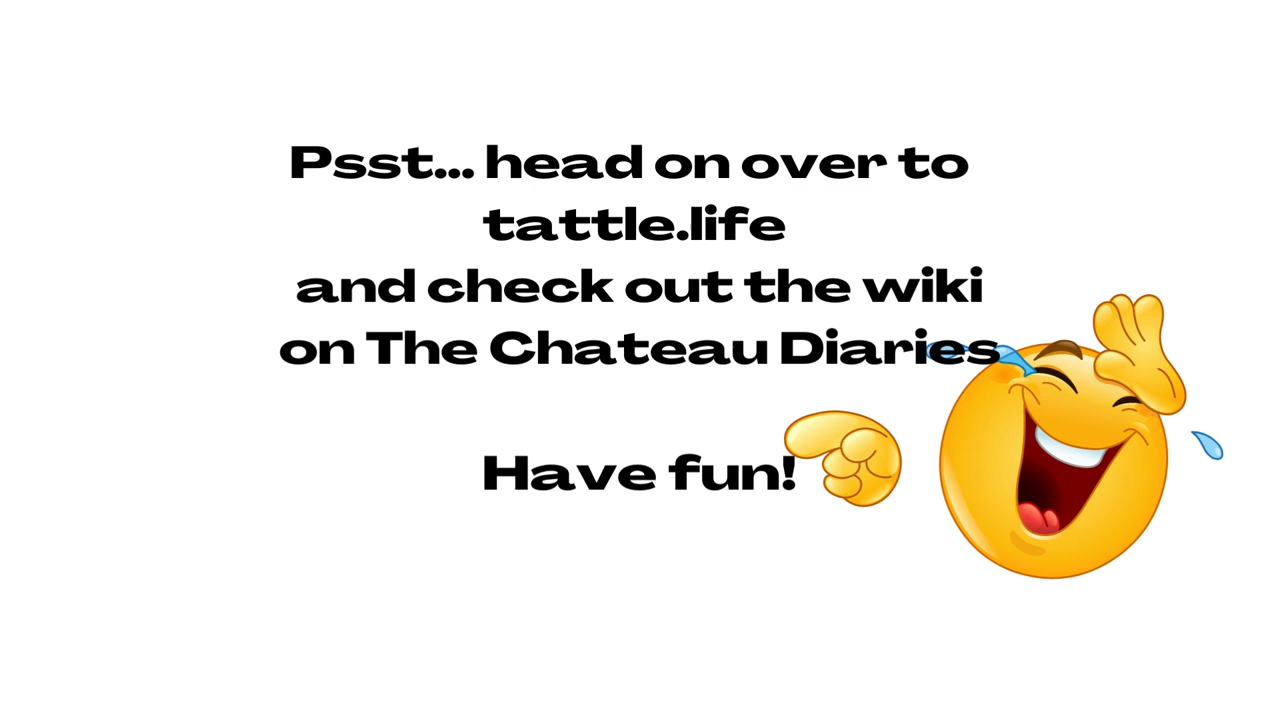 Psst... head on over to
tattle.life
and check out the wiki
on The Chateau Diaries
Have fun!